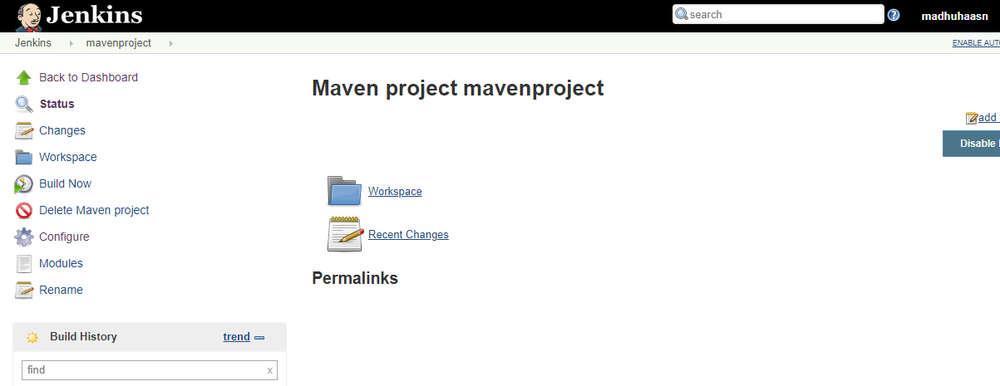 Jenkins
search
?
madhuhaasn
Jenkins
mavenproject
ENABLE AUT
Back to Dashboard
Status
Changes
Workspace
Build Now
Delete Maven project
Configure
Modules
Rename
Maven project mavenproject
add
Disable
Workspace
Recent Changes
Permalinks
Build History
trend
find
x